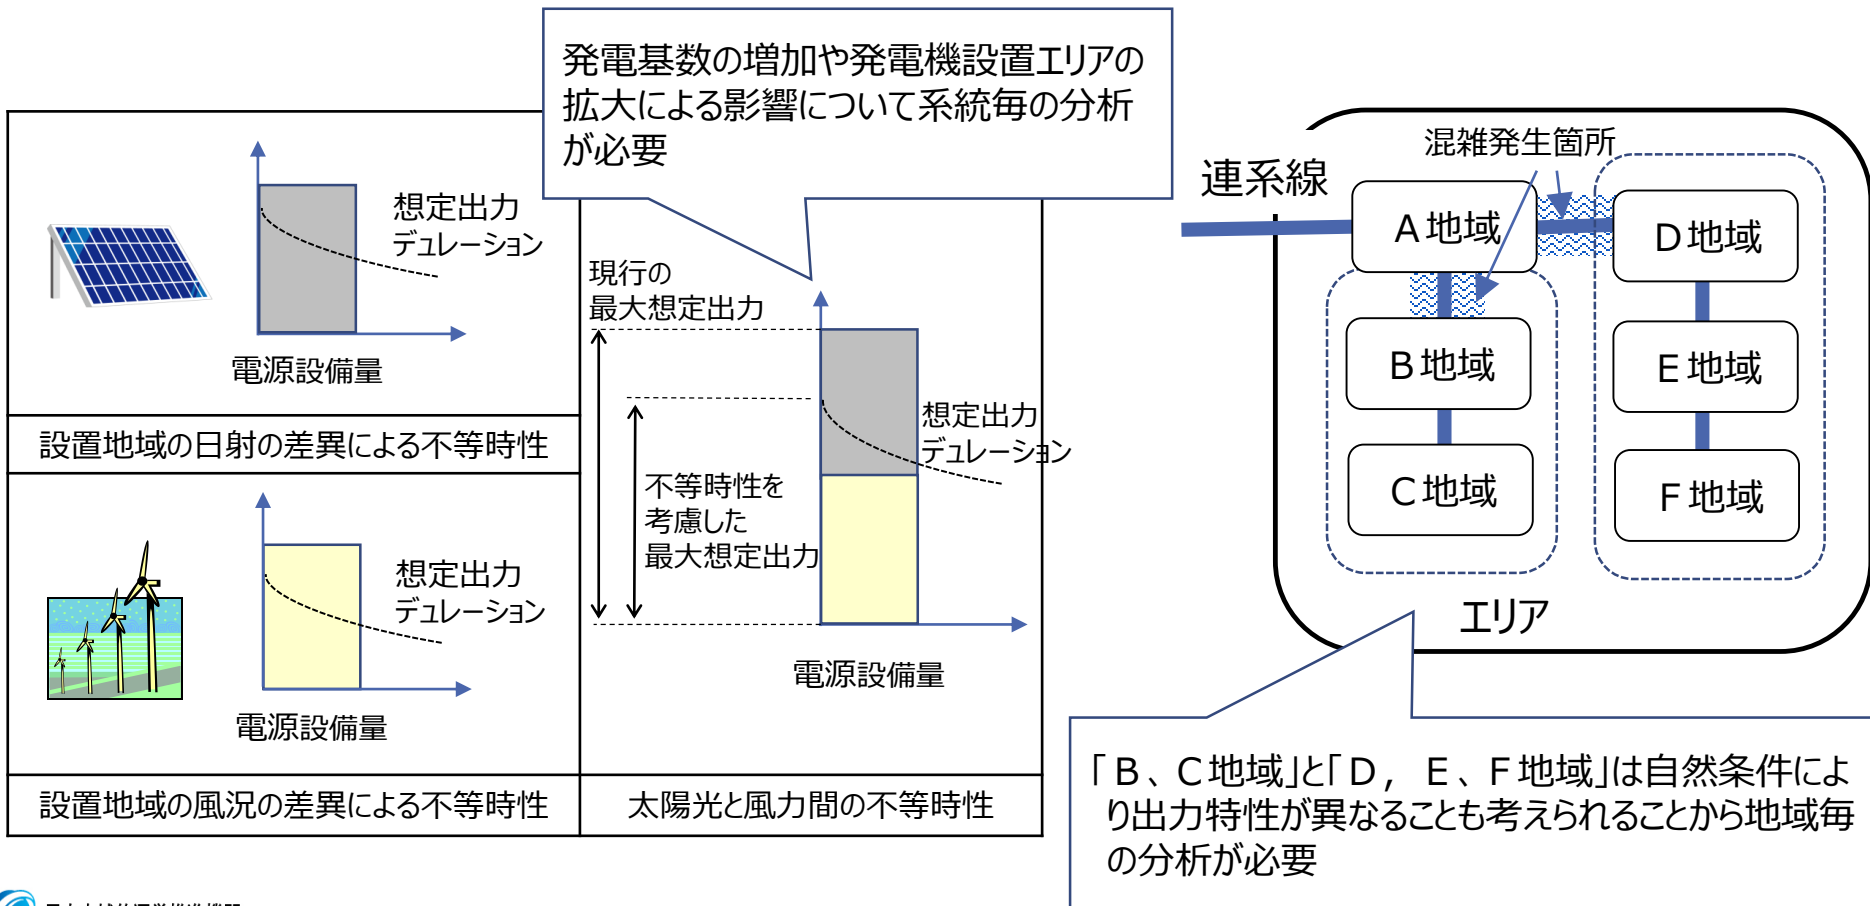 発電基数の増加や発電機設置エリアの
拡大による影響について系統毎の分析
が必要
想定出力
デュレーション
電源設備量
設置地域の日射の差異による不等時性
想定出力
デュレーション
電源設備量
設置地域の風況の差異による不等時性
現行の
最大想定出力
不等時性を
考慮した
最大想定出力
想定出力
デュレーション
電源設備量
太陽光と風力間の不等時性
連系線
混雑発生箇所
A地域
B地域
C地域
D地域
E地域
F地域
エリア
「B、C地域」と「D, E、F地域」は自然条件によ
り出力特性が異なることも考えられることから地域毎
の分析が必要